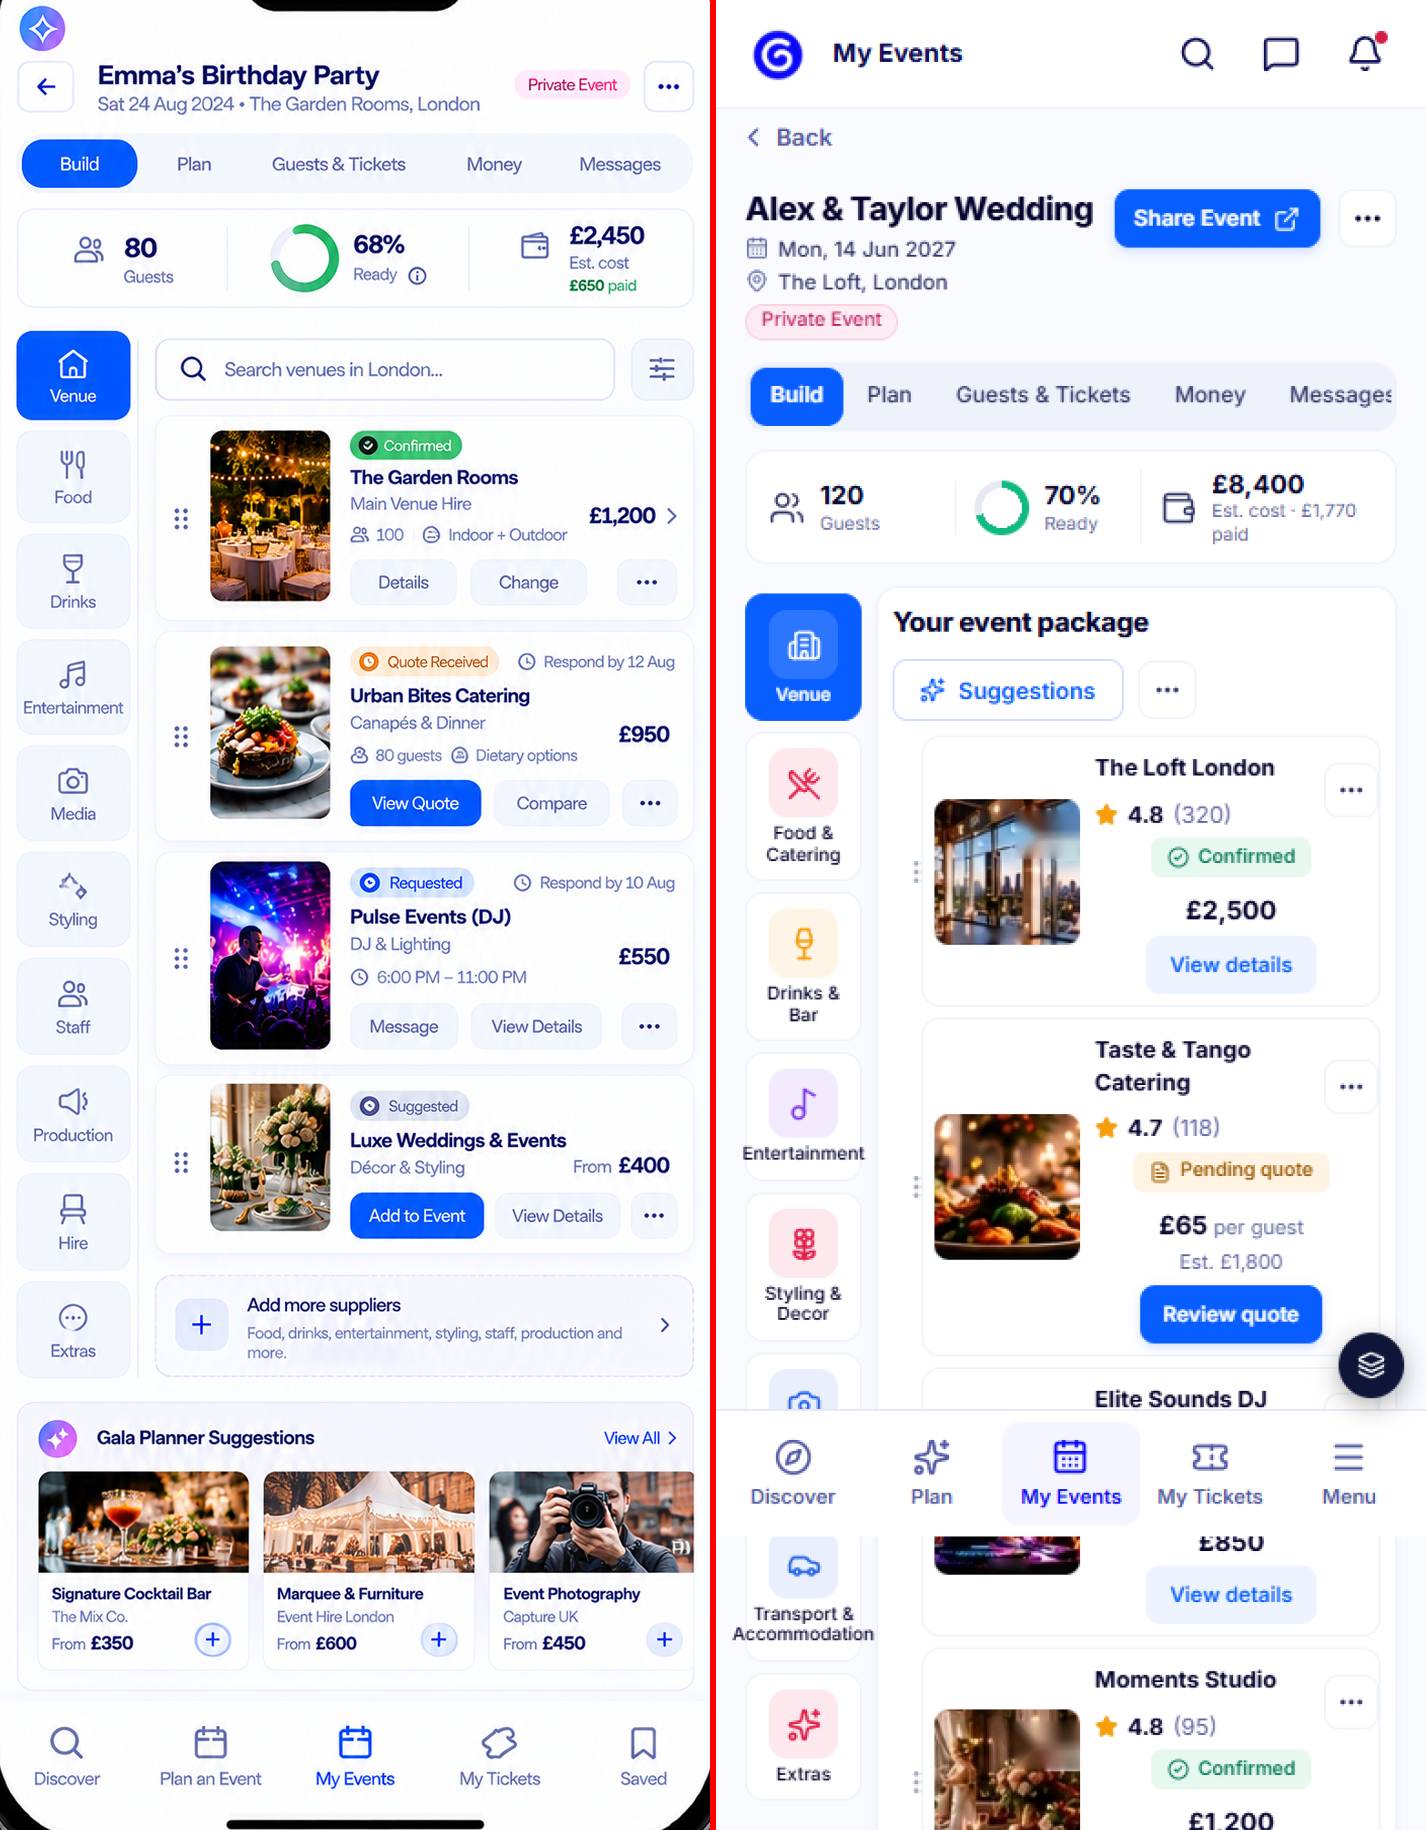 Emma's Birthday Party
Sat 24 Aug 2024 • The Garden Rooms, London
Private Event
Build
Plan
Guests & Tickets
Money
Messages
80
Guests
68%
Ready
£2,450
Est. cost
£650 paid
Venue
Food
Drinks
Entertainment
Media
Styling
Staff
Production
Hire
Extras
Search venues in London...
Confirmed
The Garden Rooms
Main Venue Hire
100
Indoor + Outdoor
£1,200
Details
Change
Quote Received
Respond by 12 Aug
Urban Bites Catering
Canapés & Dinner
80 guests
Dietary options
£950
View Quote
Compare
Requested
Respond by 10 Aug
Pulse Events (DJ)
DJ & Lighting
6:00 PM – 11:00 PM
£550
Message
View Details
Suggested
Luxe Weddings & Events
Décor & Styling
From £400
Add to Event
View Details
Add more suppliers
Food, drinks, entertainment, styling, staff, production and
more.
Gala Planner Suggestions
View All
Signature Cocktail Bar
The Mix Co.
From £350
Marquee & Furniture
Event Hire London
From £600
Event Photography
Capture UK
From £450
Discover
Plan an Event
My Events
My Tickets
Saved
My Events
Back
Alex & Taylor Wedding
Share Event
Mon, 14 Jun 2027
The Loft, London
Private Event
Build
Plan
Guests & Tickets
Money
Messages
120
Guests
70%
Ready
£8,400
Est. cost · £1,770
paid
Venue
Food &
Catering
Drinks &
Bar
Entertainment
Styling &
Decor
Your event package
Suggestions
The Loft London
4.8 (320)
Confirmed
£2,500
View details
Taste & Tango
Catering
4.7 (118)
Pending quote
£65 per guest
Est. £1,800
Review quote
Elite Sounds DJ
Discover
Plan
My Events
My Tickets
Menu
£850
View details
Transport &
Accommodation
Extras
Moments Studio
4.8 (95)
Confirmed
£1,200